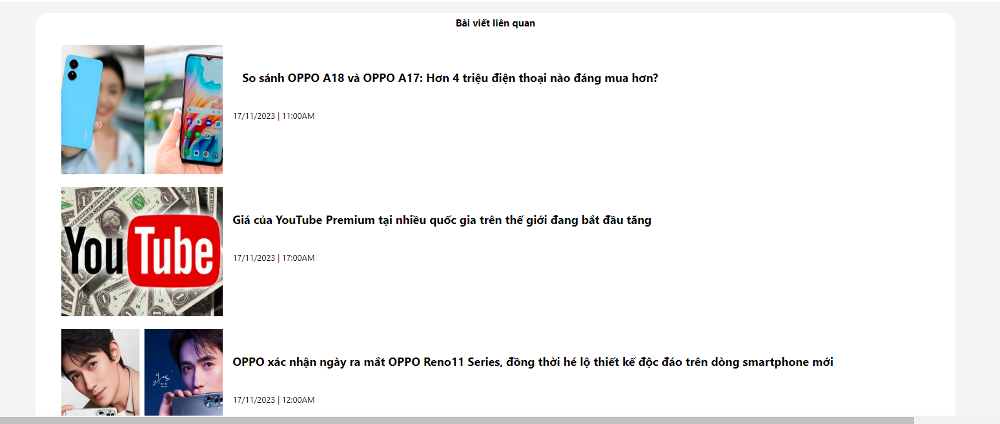 Bài viết liên quan
So sánh OPPO A18 và OPPO A17: Hơn 4 triệu điện thoại nào đáng mua hơn?
17/11/2023 | 11:00AM
YouTube
Giá của YouTube Premium tại nhiều quốc gia trên thế giới đang bắt đầu tăng
17/11/2023 | 17:00AM
OPPO xác nhận ngày ra mắt OPPO Reno11 Series, đồng thời hé lộ thiết kế độc đáo trên dòng smartphone mới
17/11/2023 | 12:00AM